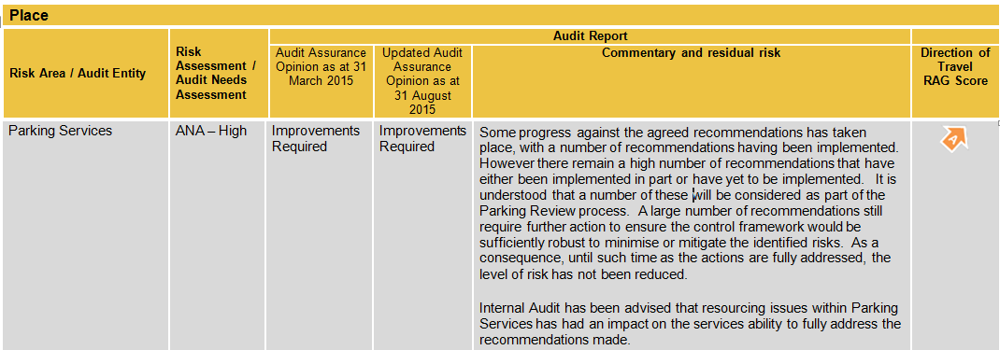 Place
Risk Area / Audit Entity
Risk
Assessment /
Audit Needs
Assessment
Audit Report
Audit Assurance
Opinion as at 31
March 2015
Updated Audit
Assurance
Opinion as at
31 August
2015
Commentary and residual risk
Direction of
Travel
RAG Score
Parking Services
ANA – High
Improvements
Required
Improvements
Required
Some progress against the agreed recommendations has taken
place, with a number of recommendations having been implemented.
However there remain a high number of recommendations that have
either been implemented in part or have yet to be implemented.  It is
understood that a number of these will be considered as part of the
Parking Review process.  A large number of recommendations still
require further action to ensure the control framework would be
sufficiently robust to minimise or mitigate the identified risks.  As a
consequence, until such time as the actions are fully addressed, the
level of risk has not been reduced.
Internal Audit has been advised that resourcing issues within Parking
Services has had an impact on the services ability to fully address the
recommendations made.
A